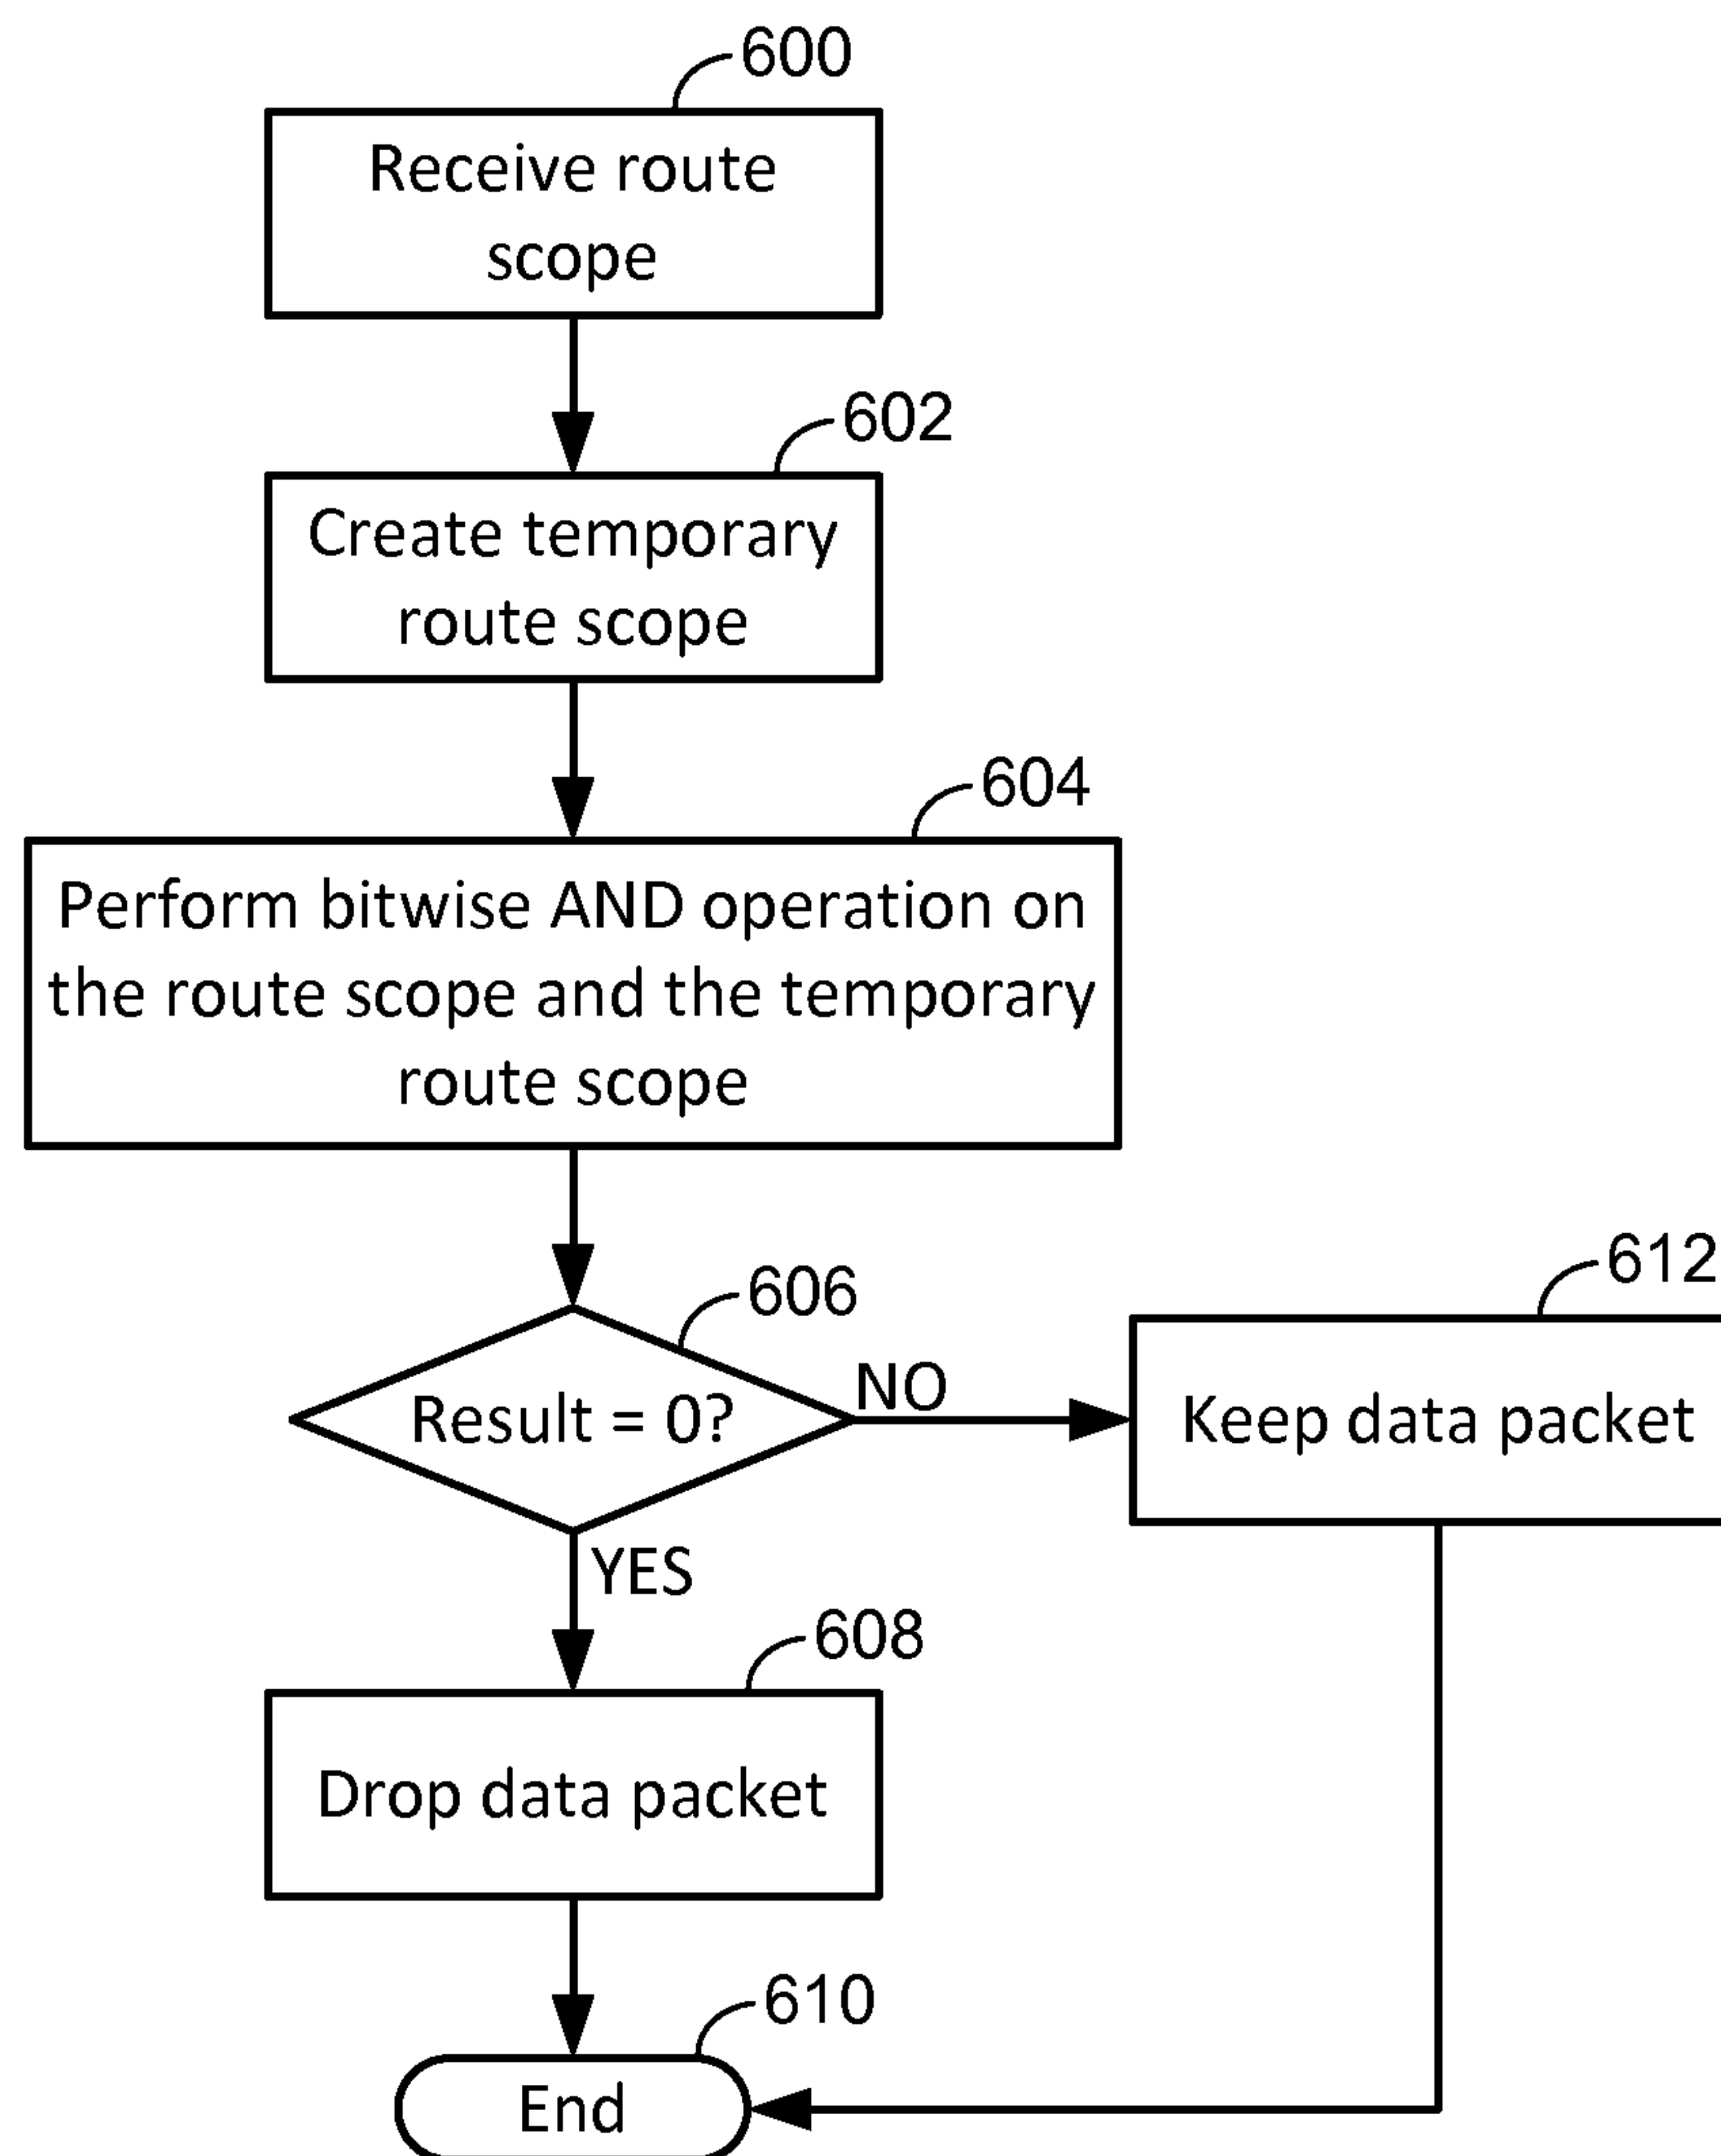 600
Receive route
scope
602
Create temporary
route scope
604
Perform bitwise AND operation on
the route scope and the temporary
route scope
606
Result = 0?
NO
612
Keep data packet
YES
608
Drop data packet
610
End